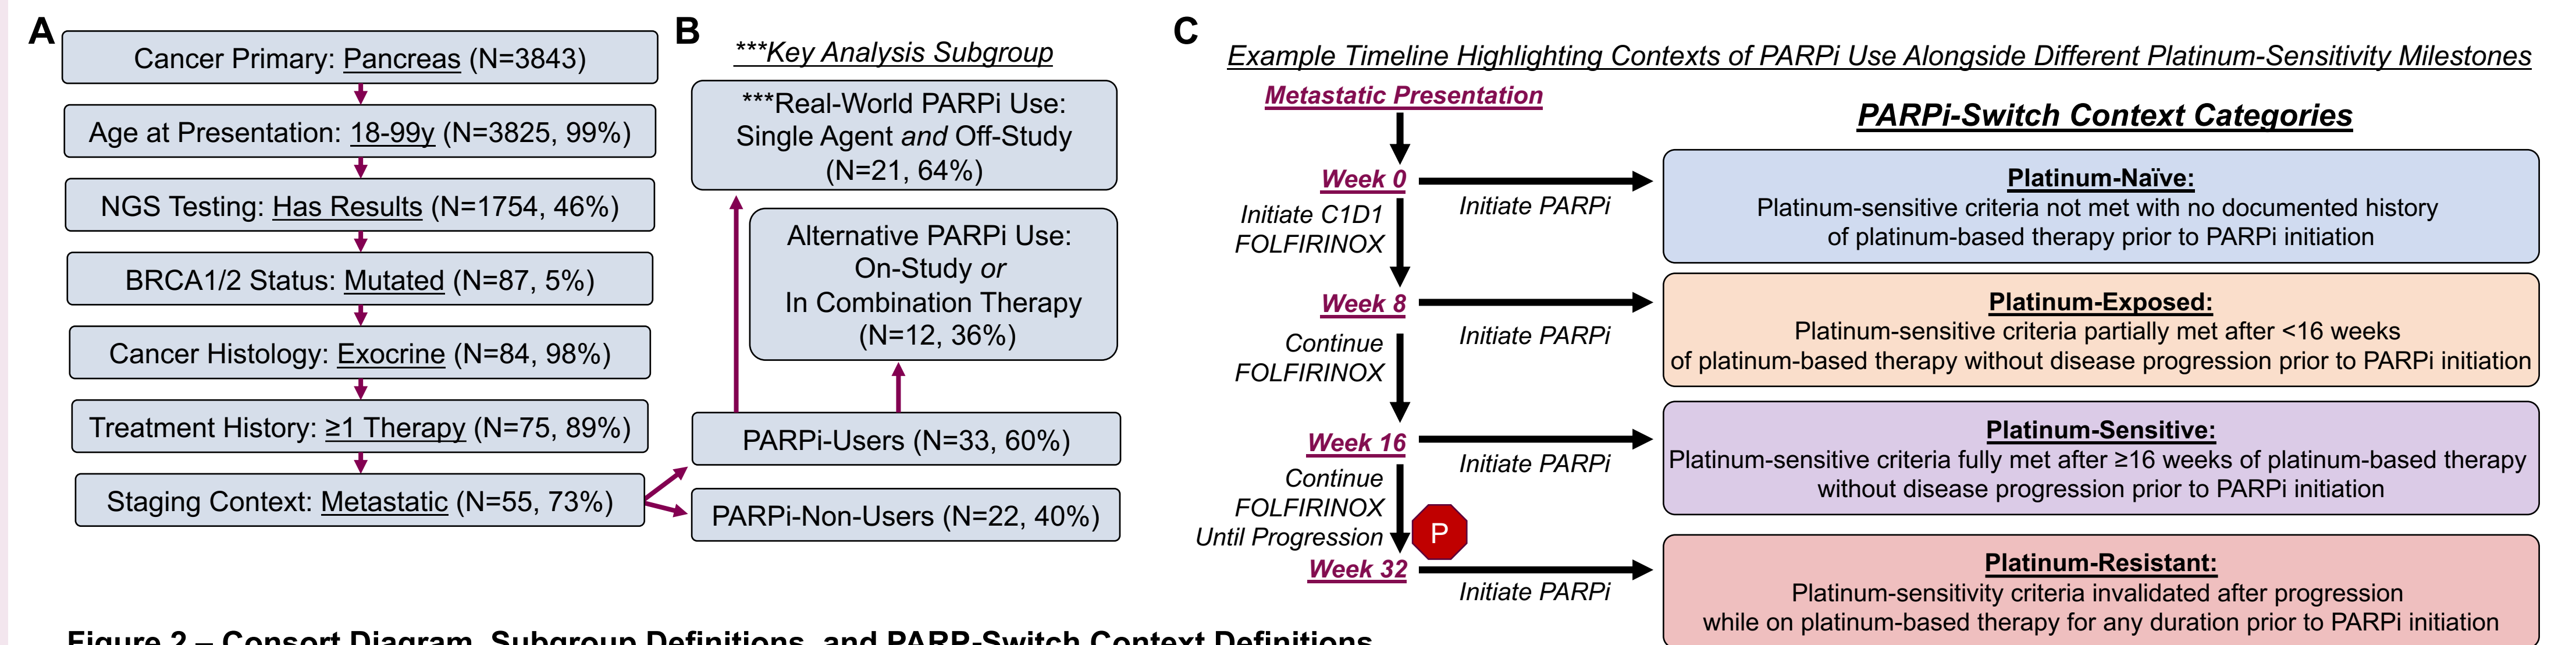 A
Cancer Primary: Pancreas (N=3843)
Age at Presentation: 18-99y (N=3825, 99%)
NGS Testing: Has Results (N=1754, 46%)
BRCA1/2 Status: Mutated (N=87, 5%)
Cancer Histology: Exocrine (N=84, 98%)
Treatment History: ≥1 Therapy (N=75, 89%)
Staging Context: Metastatic (N=55, 73%)
B
***Key Analysis Subgroup
***Real-World PARPi Use:
Single Agent and Off-Study
(N=21, 64%)
Alternative PARPi Use:
On-Study or
In Combination Therapy
(N=12, 36%)
PARPi-Users (N=33, 60%)
PARPi-Non-Users (N=22, 40%)
C
Example Timeline Highlighting Contexts of PARPi Use Alongside Different Platinum-Sensitivity Milestones
Metastatic Presentation
PARPi-Switch Context Categories
Week 0
Initiate PARPi
Platinum-Naïve:
Platinum-sensitive criteria not met with no documented history
of platinum-based therapy prior to PARPi initiation
Initiate C1D1
FOLFIRINOX
Week 8
Initiate PARPi
Platinum-Exposed:
Platinum-sensitive criteria partially met after <16 weeks
of platinum-based therapy without disease progression prior to PARPi initiation
Continue
FOLFIRINOX
Week 16
Initiate PARPi
Platinum-Sensitive:
Platinum-sensitive criteria fully met after ≥16 weeks of platinum-based therapy
without disease progression prior to PARPi initiation
Continue
FOLFIRINOX
Until Progression
P
Week 32
Initiate PARPi
Platinum-Resistant:
Platinum-sensitivity criteria invalidated after progression
while on platinum-based therapy for any duration prior to PARPi initiation
Figure 2 – Consort Diagram, Subgroup Definitions, and PARP-Switch Context Definitions